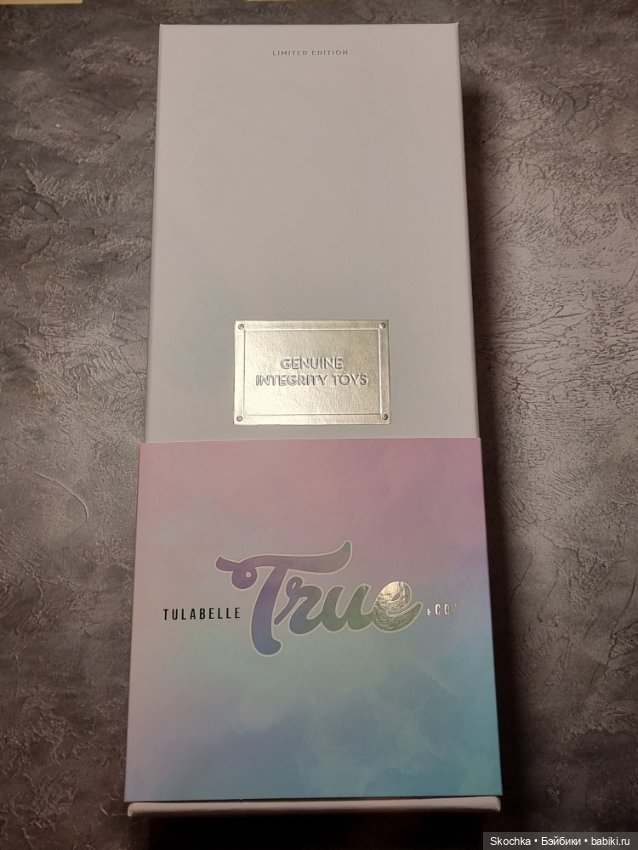 LIMITED EDITION
GENUINE
INTEGRITY TOYS
TULABELLE True & CO.
Skochka • Бэйбики • babiki.ru